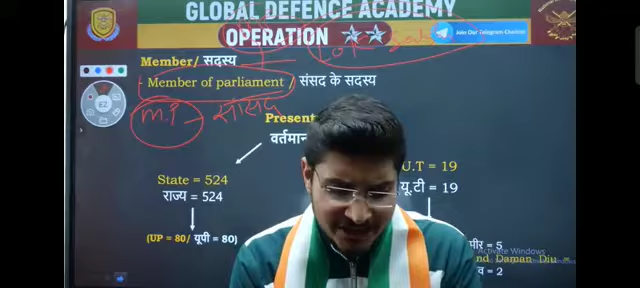 GLOBAL DEFENCE ACADEMY
OPERATION
Join Our Telegram Channel
Member/ सदस्य
Member of parliament / संसद के सदस्य
M.P - सांसद
Present
वर्तमान
State = 524
राज्य = 524
(UP = 80/ यूपी = 80)
U.T = 19
यू.टी = 19
= 5
Activate Windows
nd Daman Diu =
व = 2
EZ